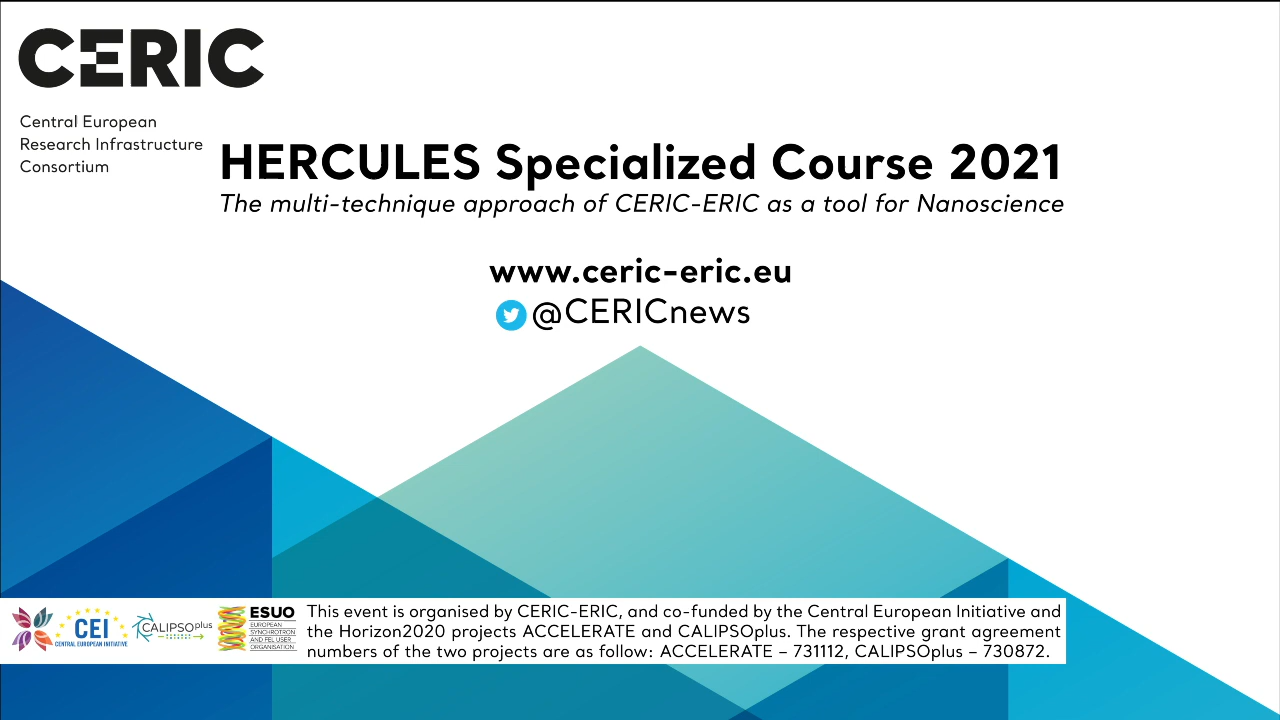 CERIC
Central European
Research Infrastructure
Consortium
HERCULES Specialized Course 2021
The multi-technique approach of CERIC-ERIC as a tool for Nanoscience
www.ceric-eric.eu
@CERICnews
CEI
CENTRAL EUROPEAN INITIATIVE
CALIPSOplus
ESUO
EUROPEAN
SYNCHROTRON
AND FEL USER
ORGANISATION
This event is organised by CERIC-ERIC, and co-funded by the Central European Initiative and
the Horizon2020 projects ACCELERATE and CALIPSOplus. The respective grant agreement
numbers of the two projects are as follow: ACCELERATE – 731112, CALIPSOplus – 730872.